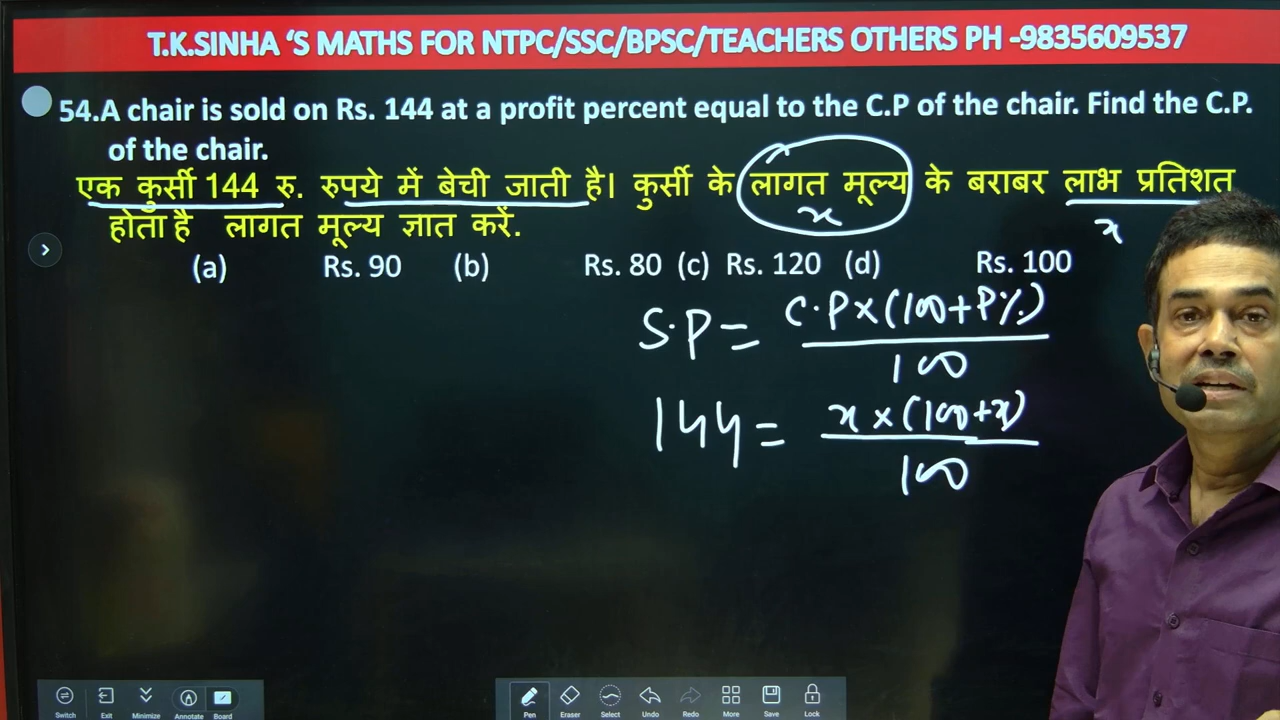 T.K.SINHA ‘S MATHS FOR NTPC/SSC/BPSC/TEACHERS OTHERS PH -9835609537
54.A chair is sold on Rs. 144 at a profit percent equal to the C.P of the chair. Find the C.P.
of the chair.
एक कुर्सी 144 रु. रुपये में बेची जाती है। कुर्सी के लागत मूल्य के बराबर लाभ प्रतिशत
x x
होता है लागत मूल्य ज्ञात करें.
(a) Rs. 90 (b) Rs. 80 (c) Rs. 120 (d) Rs. 100
S.P = C.P x (100+P%)
100
144 = x x (100+x)
100
Switch Exit Minimize Annotate Board Pen Eraser Select Undo Redo More Save Lock